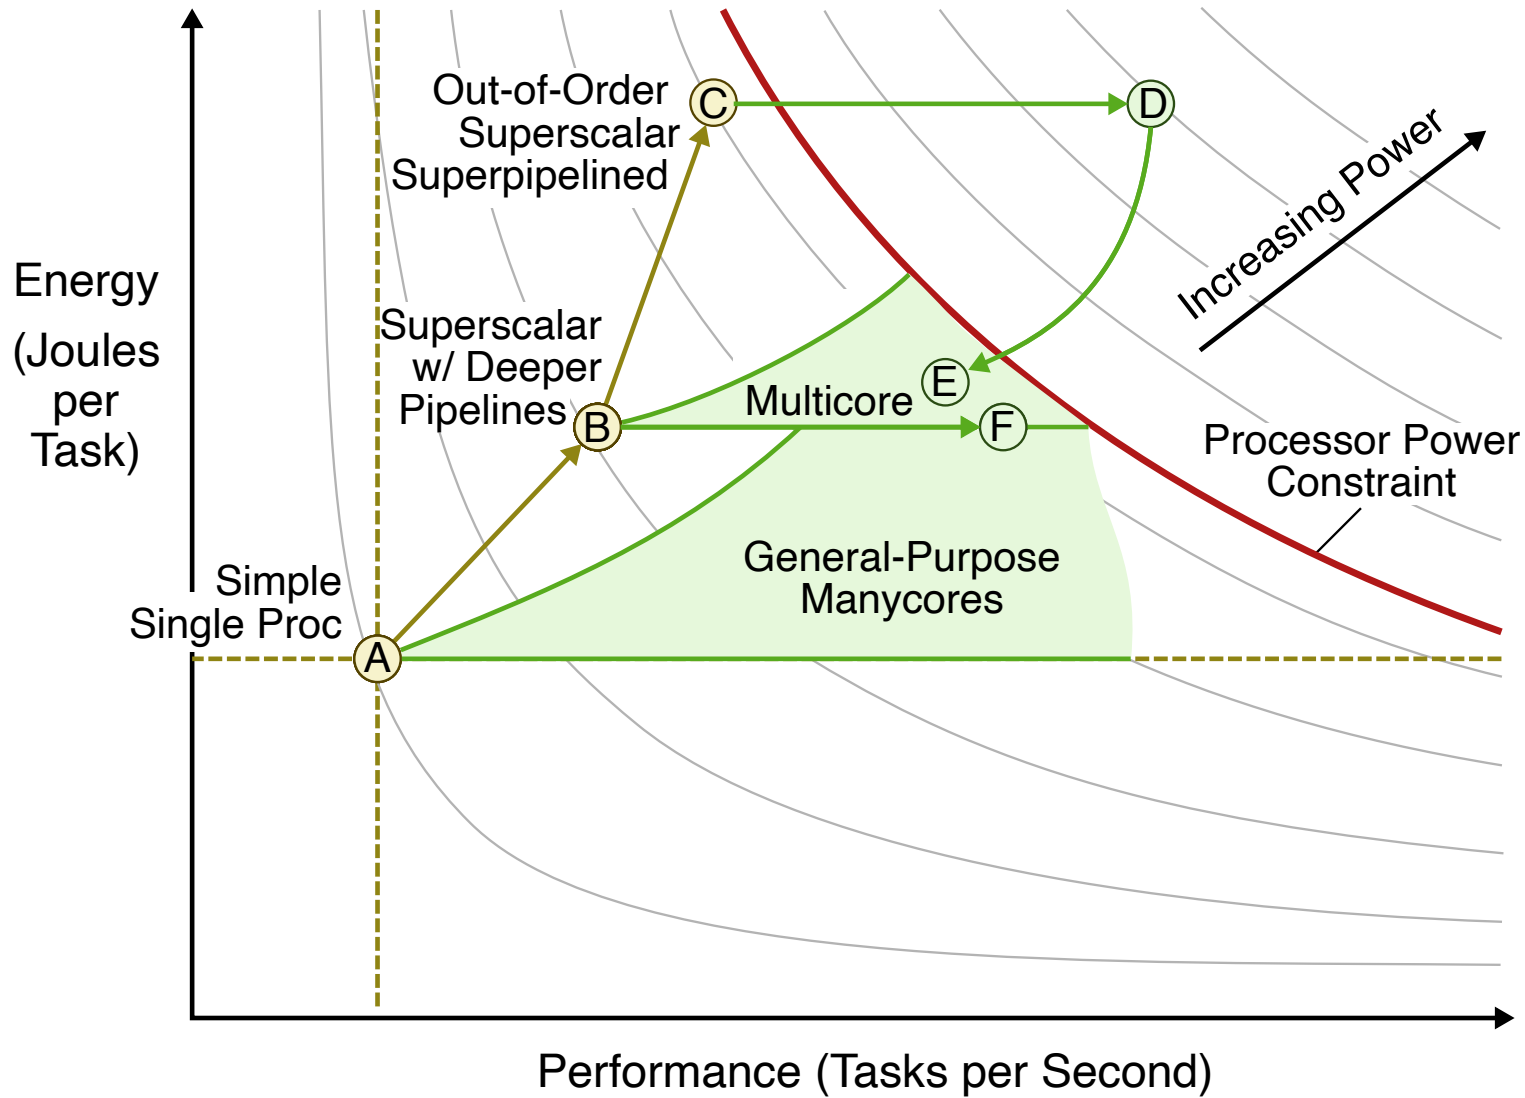 Out-of-Order
Superscalar
Superpipelined
C
D
Increasing Power
Energy
(Joules
per
Task)
Superscalar
w/ Deeper
Pipelines
B
Multicore
E
F
Processor Power
Constraint
General-Purpose
Manycores
Simple
Single Proc
A
Performance (Tasks per Second)